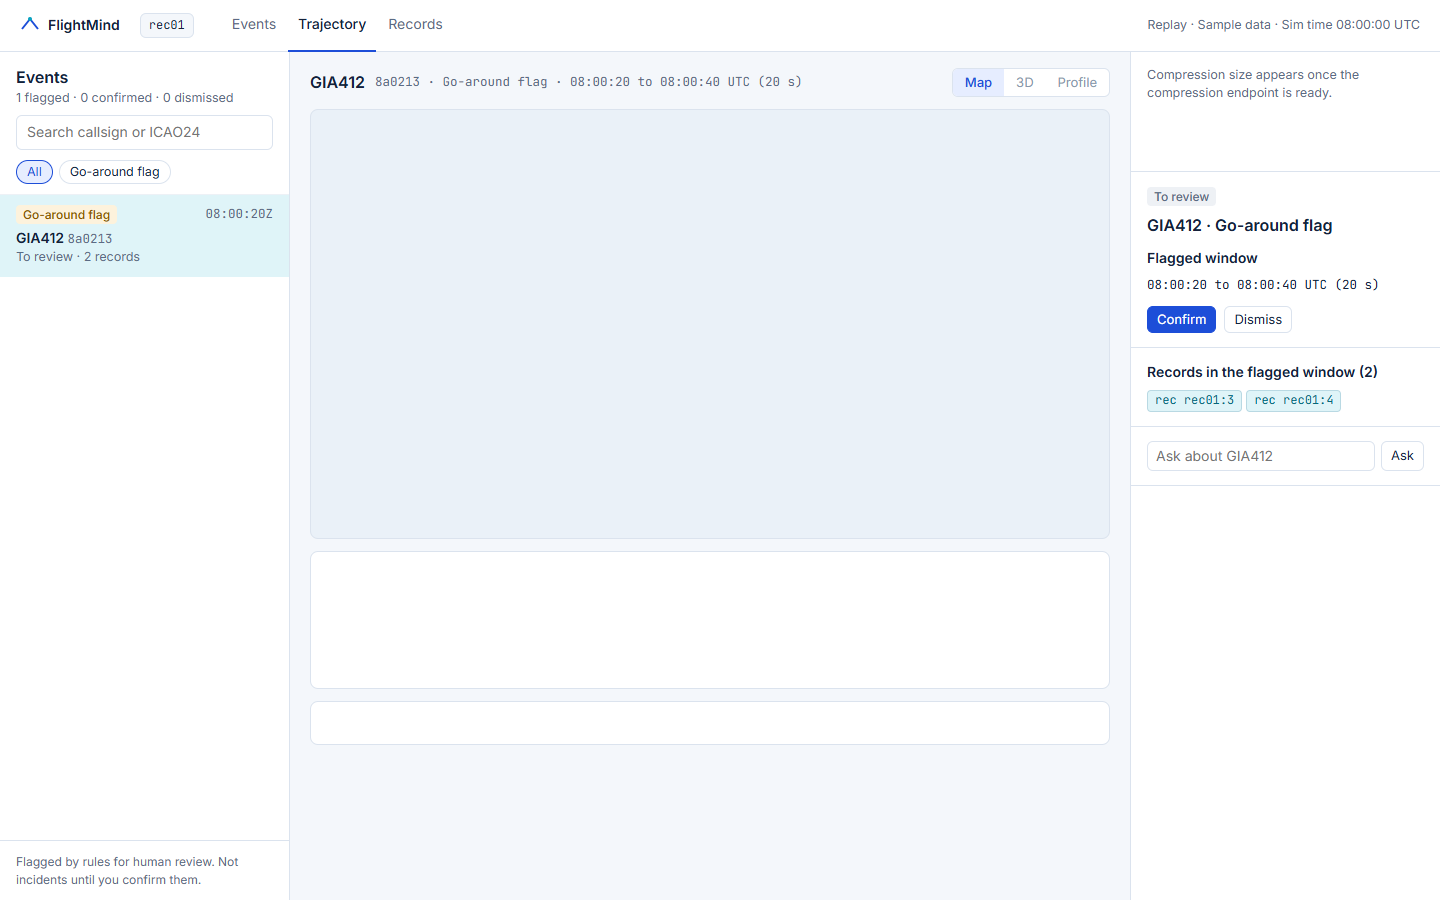 FlightMind
rec01
Events
Trajectory
Records
Replay · Sample data · Sim time 08:00:00 UTC
Events
1 flagged · 0 confirmed · 0 dismissed
Search callsign or ICAO24
All
Go-around flag
Go-around flag
08:00:20Z
GIA412 8a0213
To review · 2 records
Flagged by rules for human review. Not
incidents until you confirm them.
GIA412 8a0213 · Go-around flag · 08:00:20 to 08:00:40 UTC (20 s)
Map
3D
Profile
Compression size appears once the
compression endpoint is ready.
To review
GIA412 · Go-around flag
Flagged window
08:00:20 to 08:00:40 UTC (20 s)
Confirm
Dismiss
Records in the flagged window (2)
rec rec01:3
rec rec01:4
Ask about GIA412
Ask